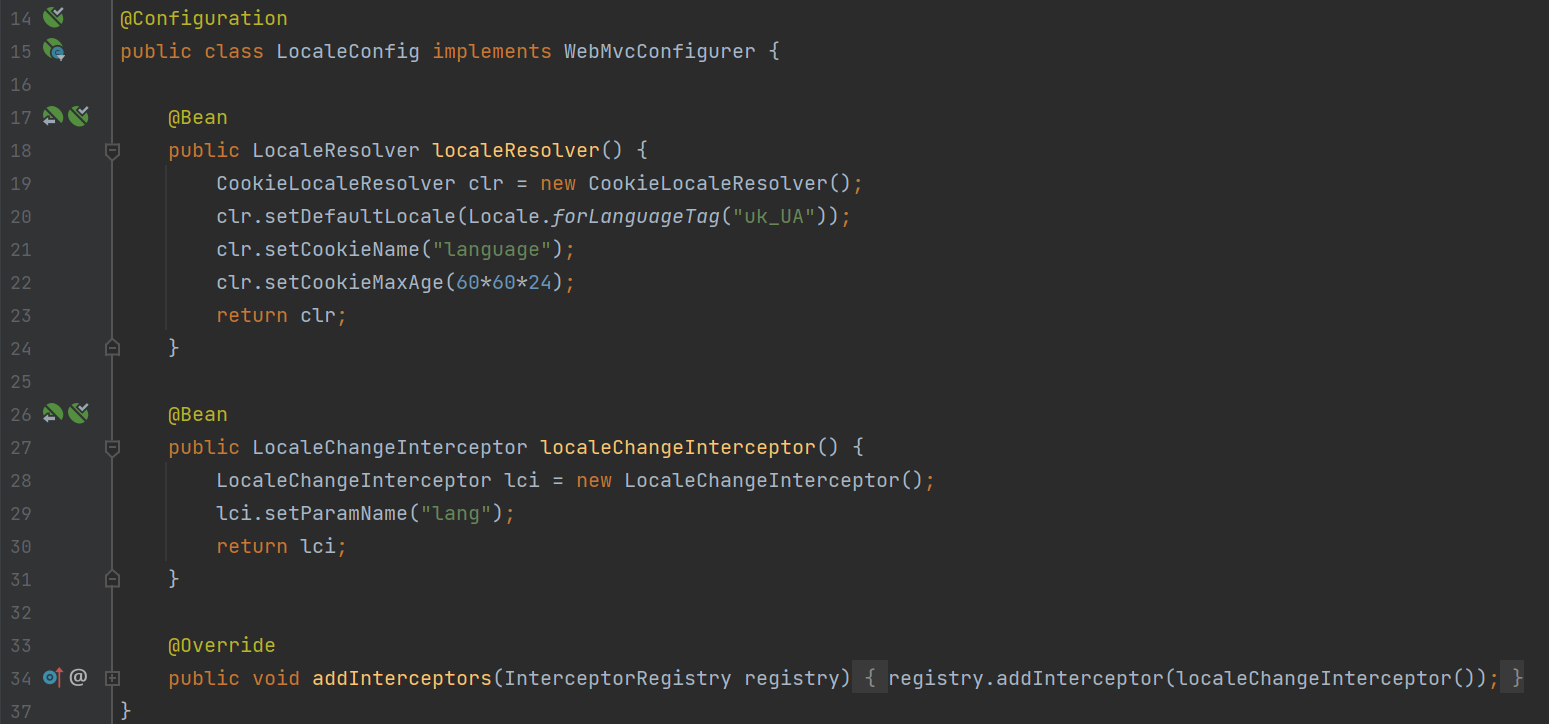 14 @Configuration
15 public class LocaleConfig implements WebMvcConfigurer {
16
17 @Bean
18 public LocaleResolver localeResolver() {
19 CookieLocaleResolver clr = new CookieLocaleResolver();
20 clr.setDefaultLocale(Locale.forLanguageTag("uk_UA"));
21 clr.setCookieName("language");
22 clr.setCookieMaxAge(60*60*24);
23 return clr;
24 }
25
26 @Bean
27 public LocaleChangeInterceptor localeChangeInterceptor() {
28 LocaleChangeInterceptor lci = new LocaleChangeInterceptor();
29 lci.setParamName("lang");
30 return lci;
31 }
32
33 @Override
34 @ public void addInterceptors(InterceptorRegistry registry) { registry.addInterceptor(localeChangeInterceptor()); }
37 }